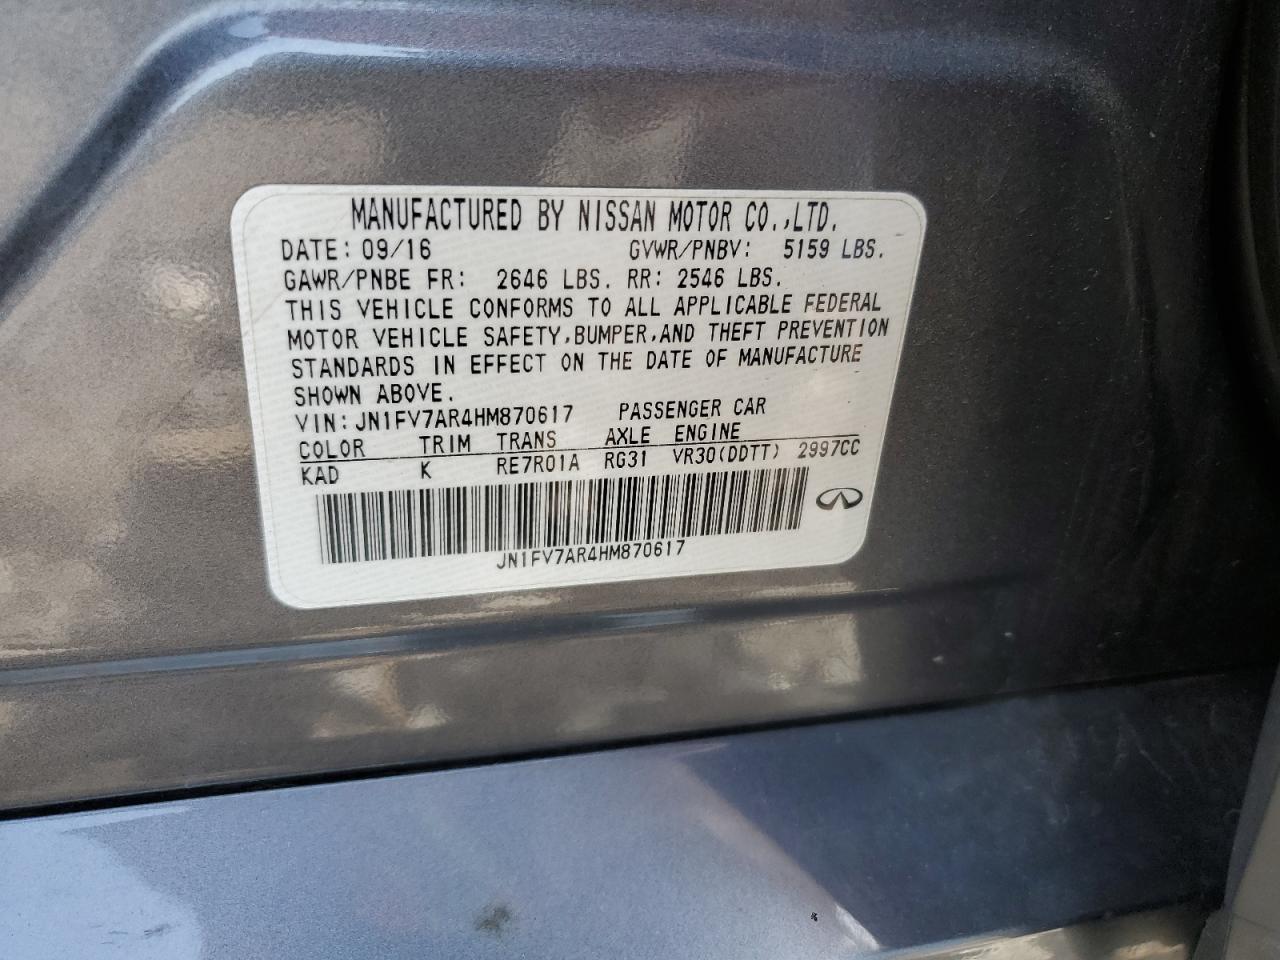 MANUFACTURED BY NISSAN MOTOR CO.,LTD.
DATE: 09/16 GVWR/PNBV: 5159 LBS.
GAWR/PNBE FR: 2646 LBS. RR: 2546 LBS.
THIS VEHICLE CONFORMS TO ALL APPLICABLE FEDERAL
MOTOR VEHICLE SAFETY,BUMPER,AND THEFT PREVENTION
STANDARDS IN EFFECT ON THE DATE OF MANUFACTURE
SHOWN ABOVE.
VIN:JN1FV7AR4HM870617 PASSENGER CAR
COLOR TRIM TRANS AXLE ENGINE
KAD K RE7R01A RG31 VR30(DDTT) 2997CC
JN1FV7AR4HM870617